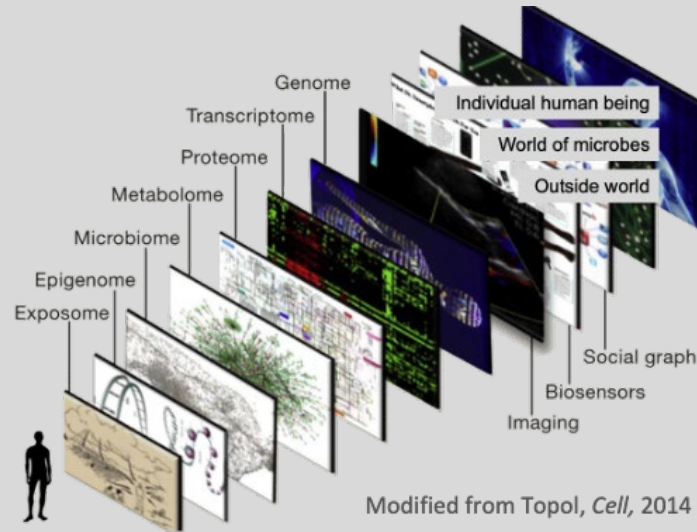 Genome
Transcriptome
Proteome
Metabolome
Microbiome
Epigenome
Exposome
Individual human being
World of microbes
Outside world
Social graph
Biosensors
Imaging
Modified from Topol, Cell, 2014